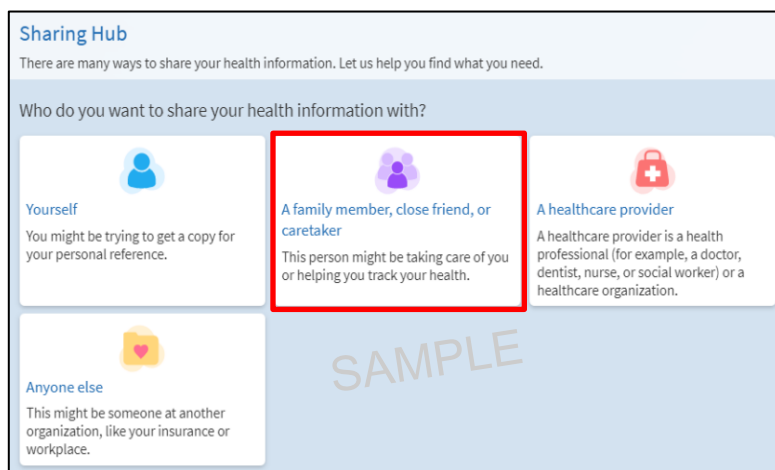 Sharing Hub
There are many ways to share your health information. Let us help you find what you need.
Who do you want to share your health information with?
Yourself
You might be trying to get a copy for
your personal reference.
A family member, close friend, or
caretaker
This person might be taking care of you
or helping you track your health.
A healthcare provider
A healthcare provider is a health
professional (for example, a doctor,
dentist, nurse, or social worker) or a
healthcare organization.
Anyone else
This might be someone at another
organization, like your insurance or
workplace.
SAMPLE